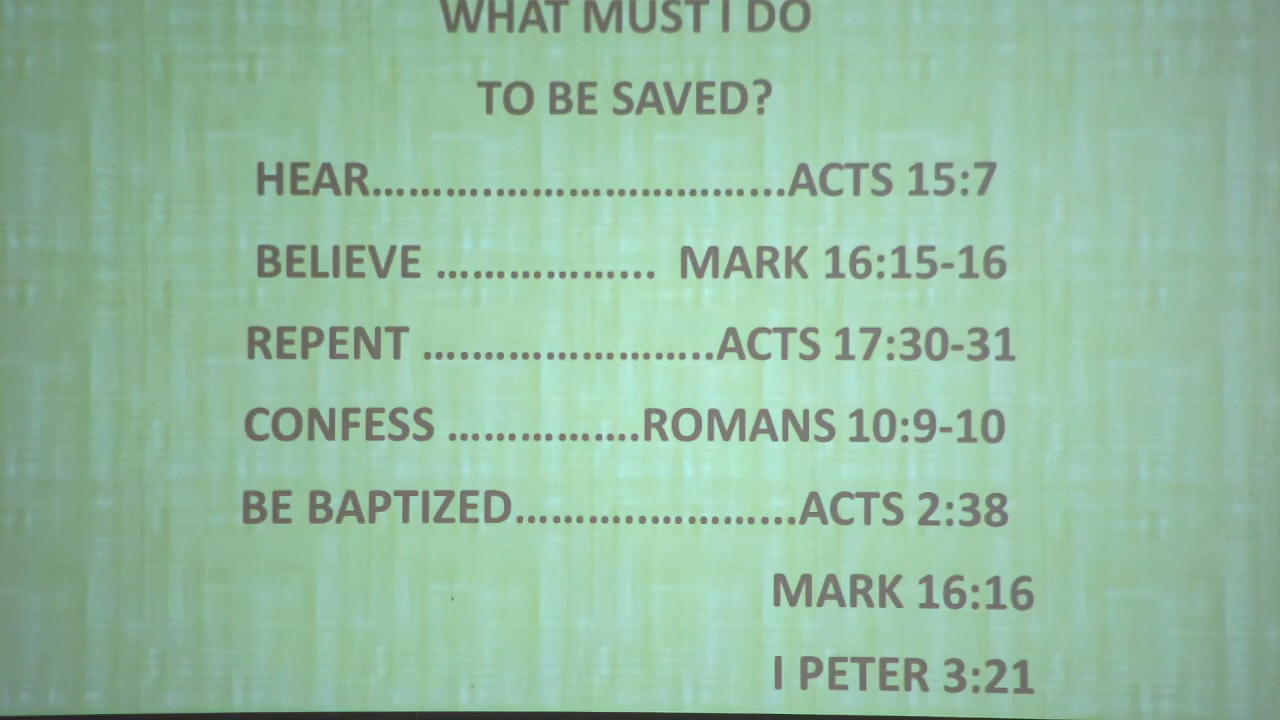 WHAT MUST I DO
TO BE SAVED?
HEAR……………………………………ACTS 15:7
BELIEVE ……………… MARK 16:15-16
REPENT ……………………..ACTS 17:30-31
CONFESS …………….ROMANS 10:9-10
BE BAPTIZED……………………ACTS 2:38
MARK 16:16
I PETER 3:21